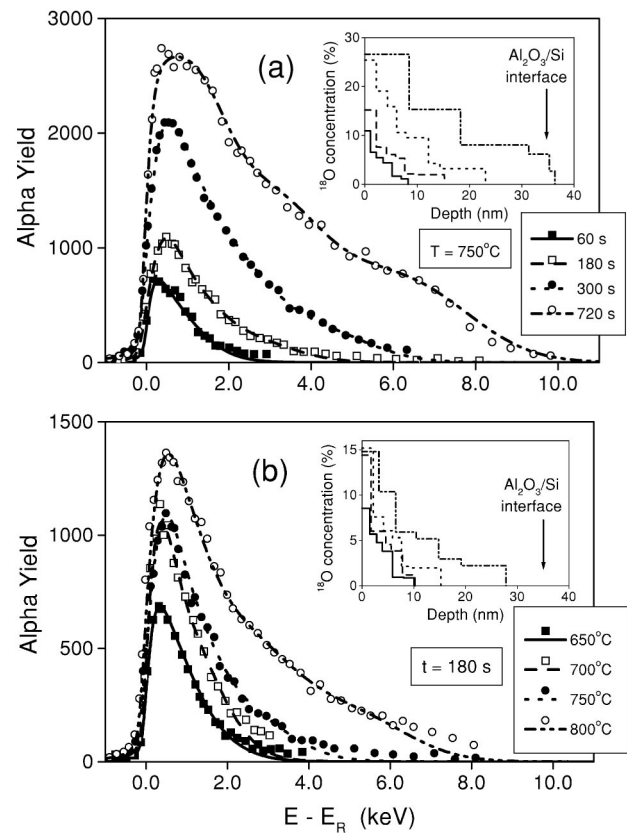 (a)
Alpha Yield
3000
2000
1000
0
0.0 2.0 4.0 6.0 8.0 10.0
¹⁸O concentration (%)
30
20
10
0
0 10 20 30 40
Depth (nm)
Al₂O₃/Si
interface
T = 750°C
60 s
180 s
300 s
720 s
(b)
Alpha Yield
1500
1000
500
0
0.0 2.0 4.0 6.0 8.0 10.0
E - E_R (keV)
¹⁸O concentration (%)
15
10
5
0
0 10 20 30 40
Depth (nm)
Al₂O₃/Si
interface
t = 180 s
650°C
700°C
750°C
800°C